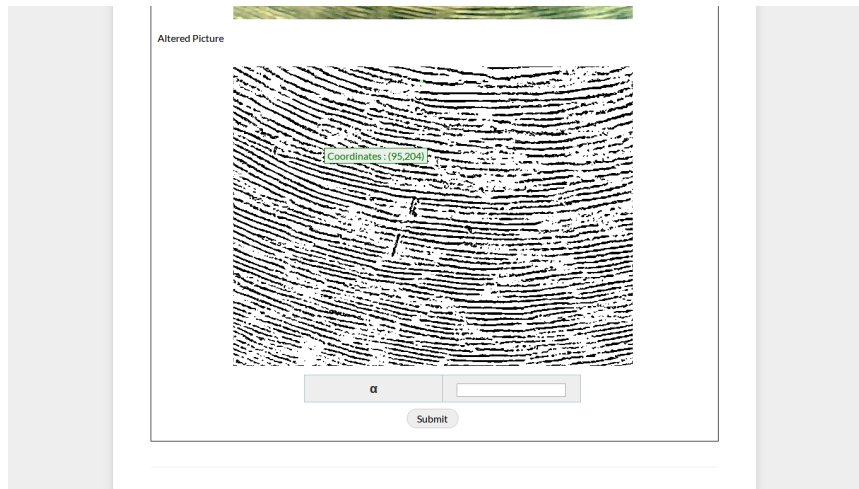 Altered Picture
Coordinates : (95,204)
α
Submit